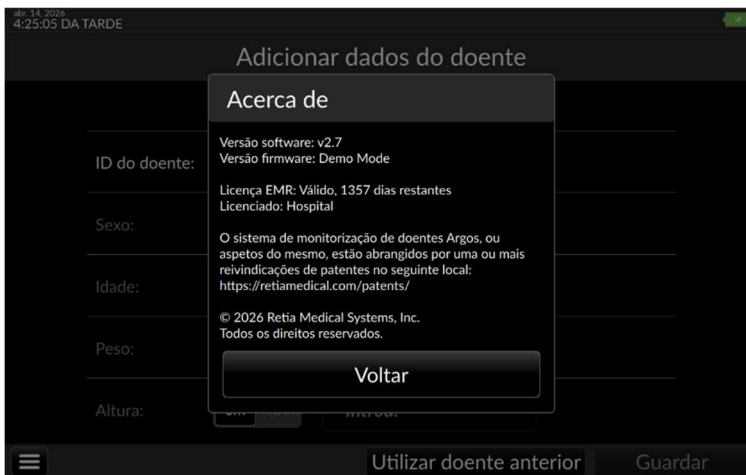 abr. 14, 2026
4:25:05 DA TARDE
Adicionar dados do doente
Acerca de
Versão software: v2.7
Versão firmware: Demo Mode
Licença EMR: Válido, 1357 dias restantes
Licenciado: Hospital
O sistema de monitorização de doentes Argos, ou
aspetos do mesmo, estão abrangidos por uma ou mais
reivindicações de patentes no seguinte local:
https://retiamedical.com/patents/
© 2026 Retia Medical Systems, Inc.
Todos os direitos reservados.
Voltar
ID do doente:
Sexo:
Idade:
Peso:
Altura:
Utilizar doente anterior
Guardar